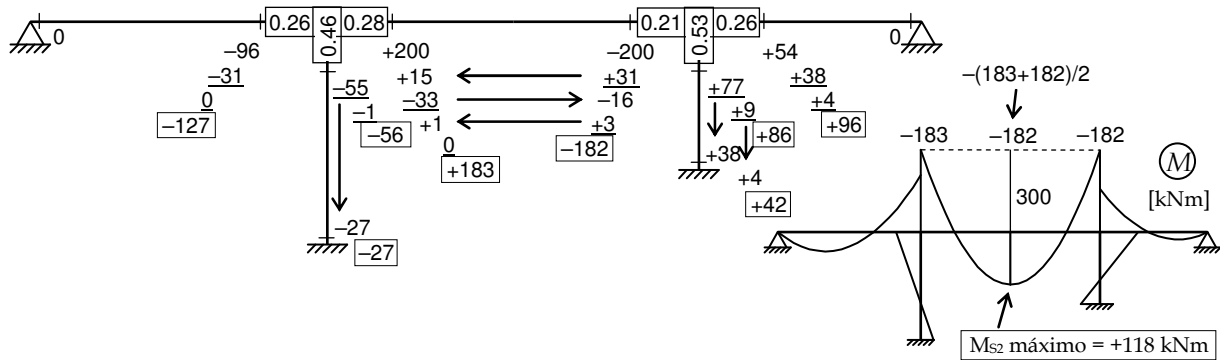 0.26 0.46 0.28 0.21 0.53 0.26
0 −96 +200 −200 +54 0
−31 −55 +15 +31 +77 +38
0 −1 −33 −16 +9 +4
−127 −56 +1 +3 +86 +96
0 −182 +38
+183 +4
−27 +42
−27
−(183+182)/2
−183 −182 −182
M
[kNm]
300
MS2 máximo = +118 kNm